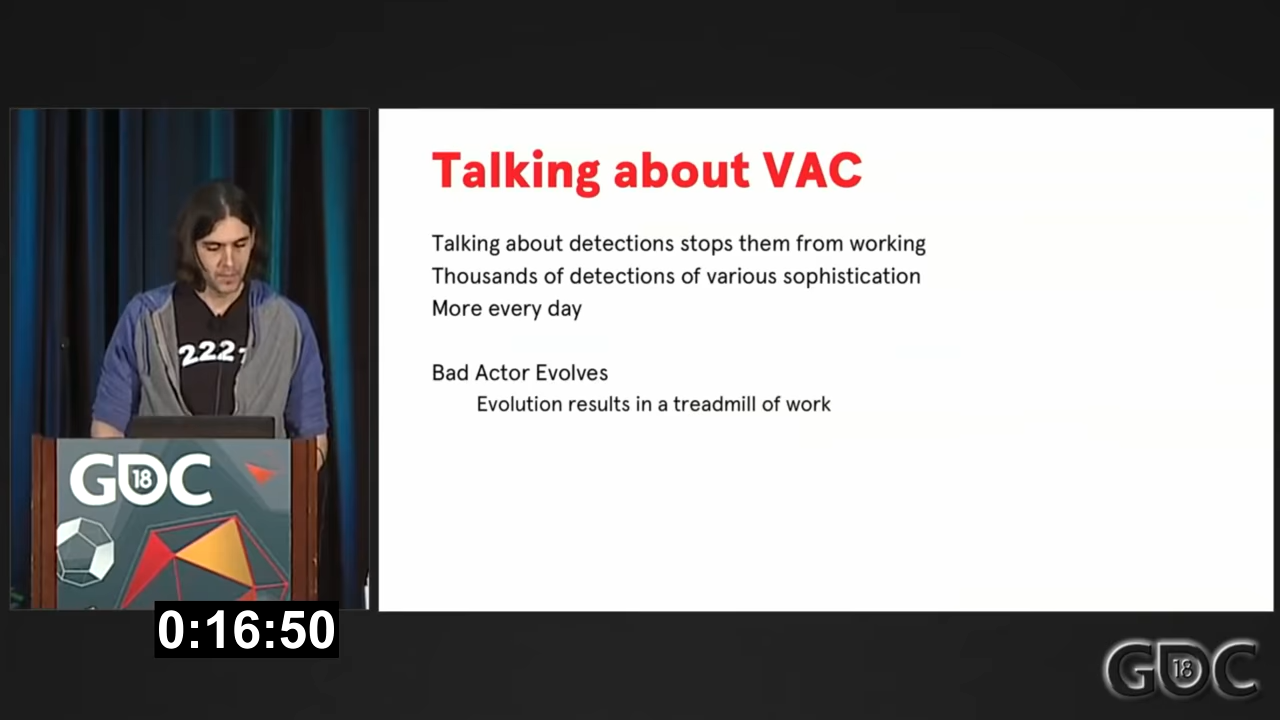 Talking about VAC
Talking about detections stops them from working
Thousands of detections of various sophistication
More every day
Bad Actor Evolves
Evolution results in a treadmill of work
GDC
18
0:16:50
GDC
18